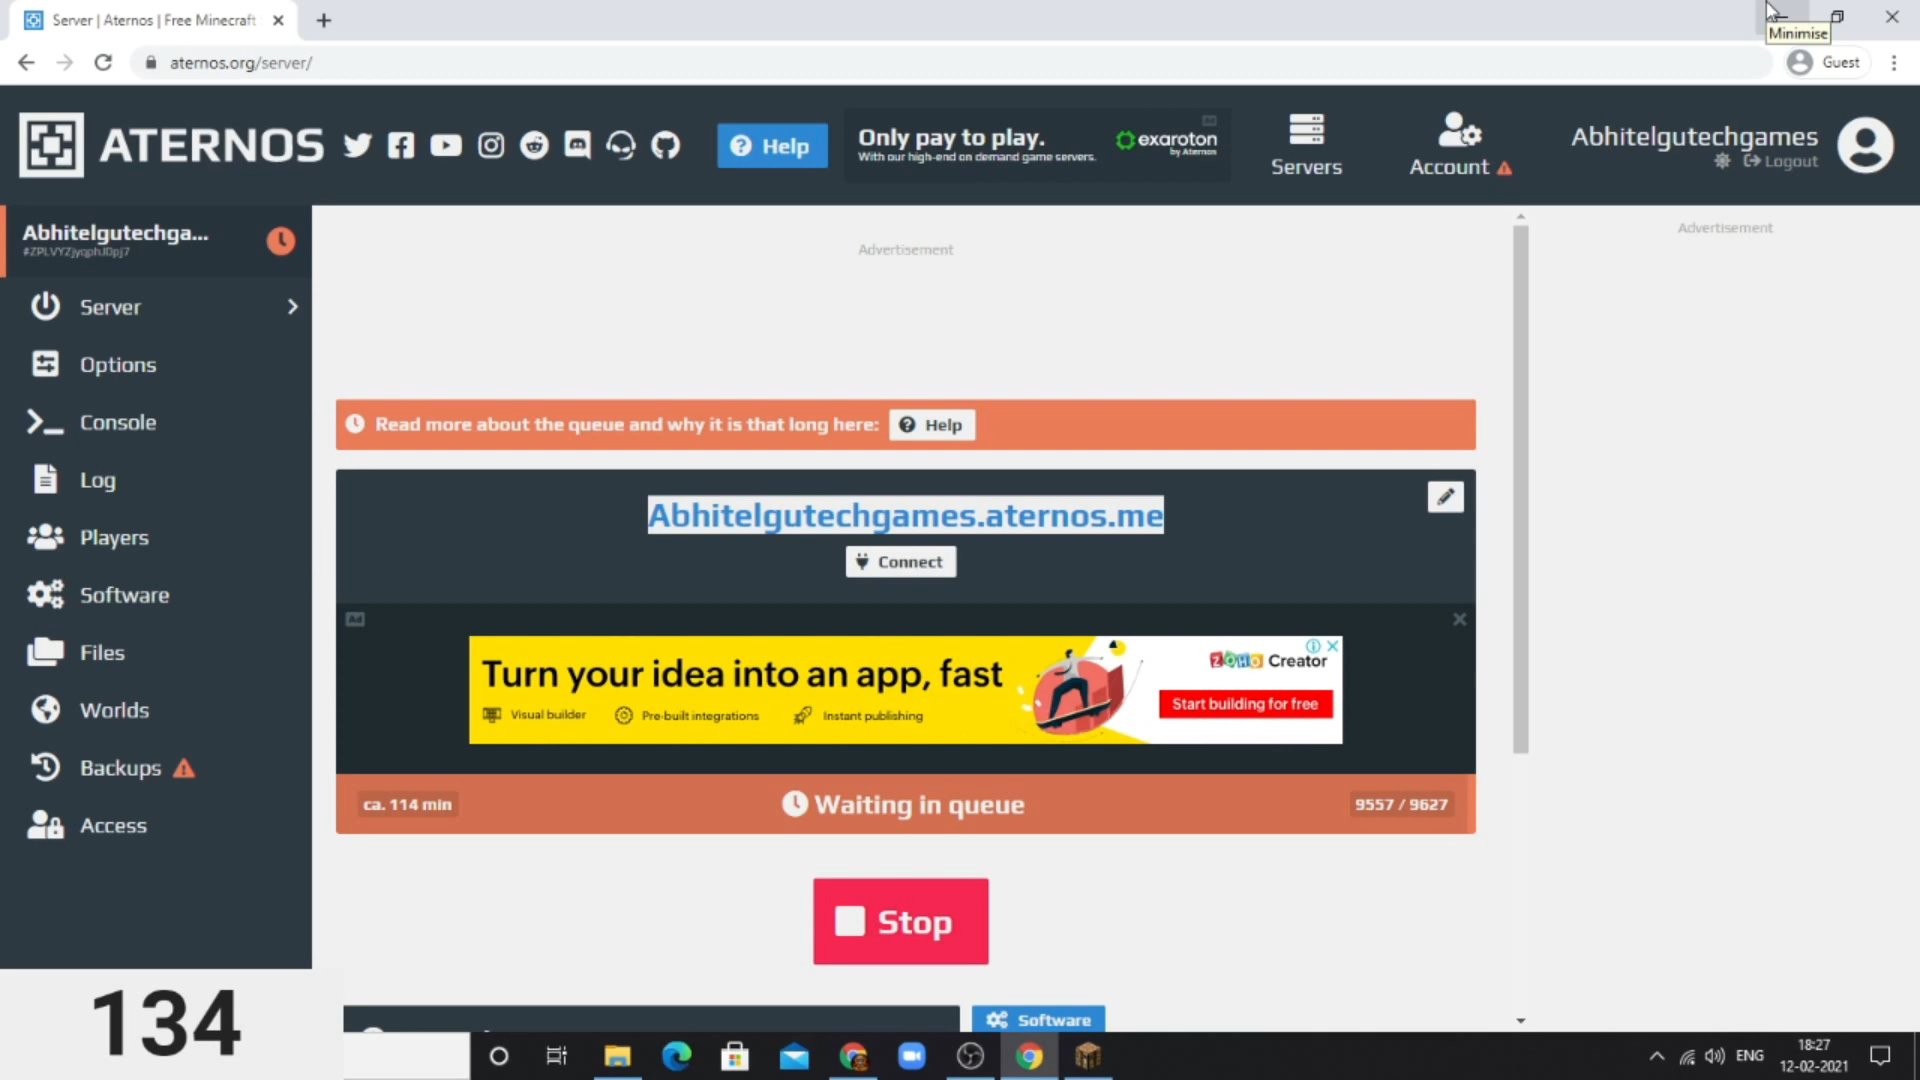 Server | Aternos | Free Minecraft
Minimise
aternos.org/server/
Guest
ATERNOS
Help
Only pay to play.
With our high-end on demand game servers.
exaroton
by Aternos
Servers
Account
Abhitelgutechgames
Logout
Abhitelgutechga...
Advertisement
Advertisement
Server
Options
Console
Log
Players
Software
Files
Worlds
Backups
Access
Read more about the queue and why it is that long here:
Help
Abhitelgutechgames.aternos.me
Connect
Ad
Turn your idea into an app, fast
Visual builder
Pre-built integrations
Instant publishing
ZOHO Creator
Start building for free
ca. 114 min
Waiting in queue
9557 / 9627
Stop
134
Software
ENG
18:27
12-02-2021